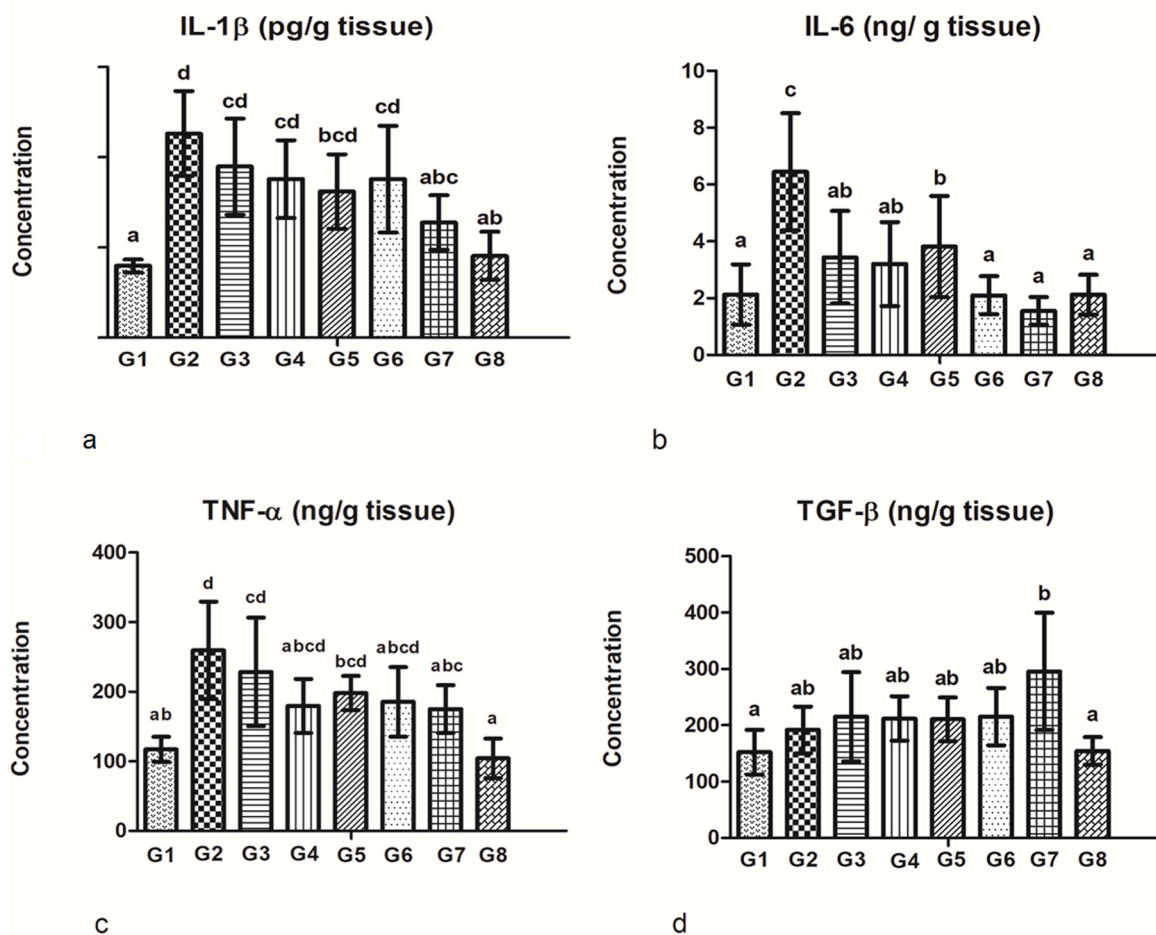 IL-1β (pg/g tissue)
Concentration
a
d
cd
cd
bcd
cd
abc
ab
G1 G2 G3 G4 G5 G6 G7 G8
a
IL-6 (ng/ g tissue)
Concentration
10
8
6
4
2
0
a
c
ab
ab
b
a
a
a
G1 G2 G3 G4 G5 G6 G7 G8
b
TNF-α (ng/g tissue)
Concentration
400
300
200
100
0
ab
d
cd
abcd
bcd
abcd
abc
a
G1 G2 G3 G4 G5 G6 G7 G8
c
TGF-β (ng/g tissue)
Concentration
500
400
300
200
100
0
a
ab
ab
ab
ab
ab
b
a
G1 G2 G3 G4 G5 G6 G7 G8
d